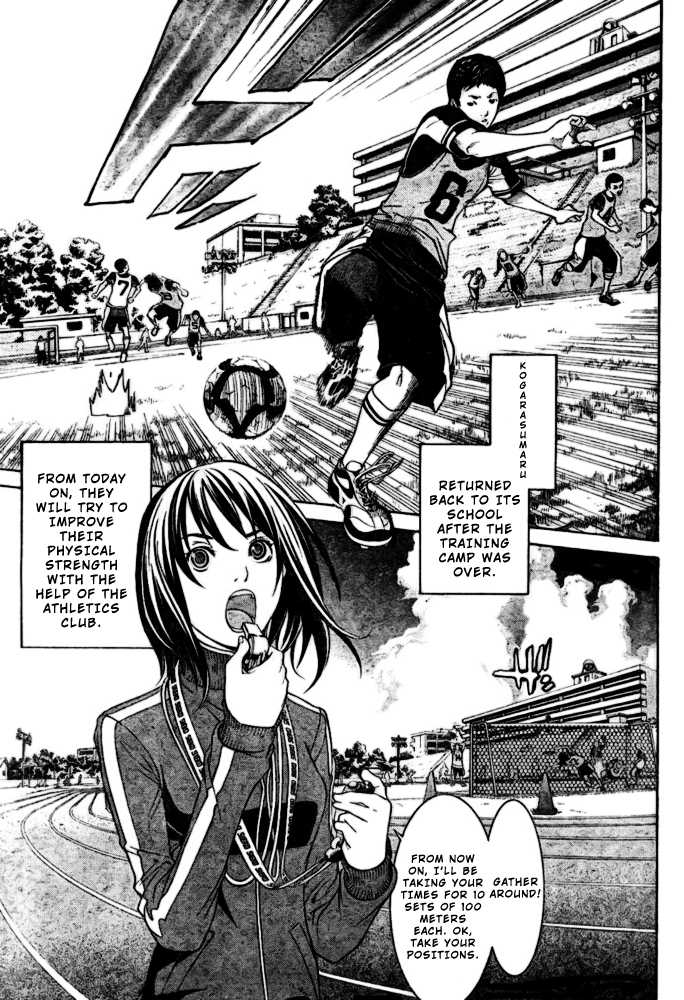 KOGARASUMARU
RETURNED
BACK TO ITS
SCHOOL
AFTER THE
TRAINING
CAMP WAS
OVER.
FROM TODAY
ON, THEY
WILL TRY TO
IMPROVE
THEIR
PHYSICAL
STRENGTH
WITH THE
HELP OF THE
ATHLETICS
CLUB.
GATHER
AROUND!
FROM NOW
ON, I'LL BE
TAKING YOUR
TIMES FOR 10
SETS OF 100
METERS
EACH. OK,
TAKE YOUR
POSITIONS.
6
7